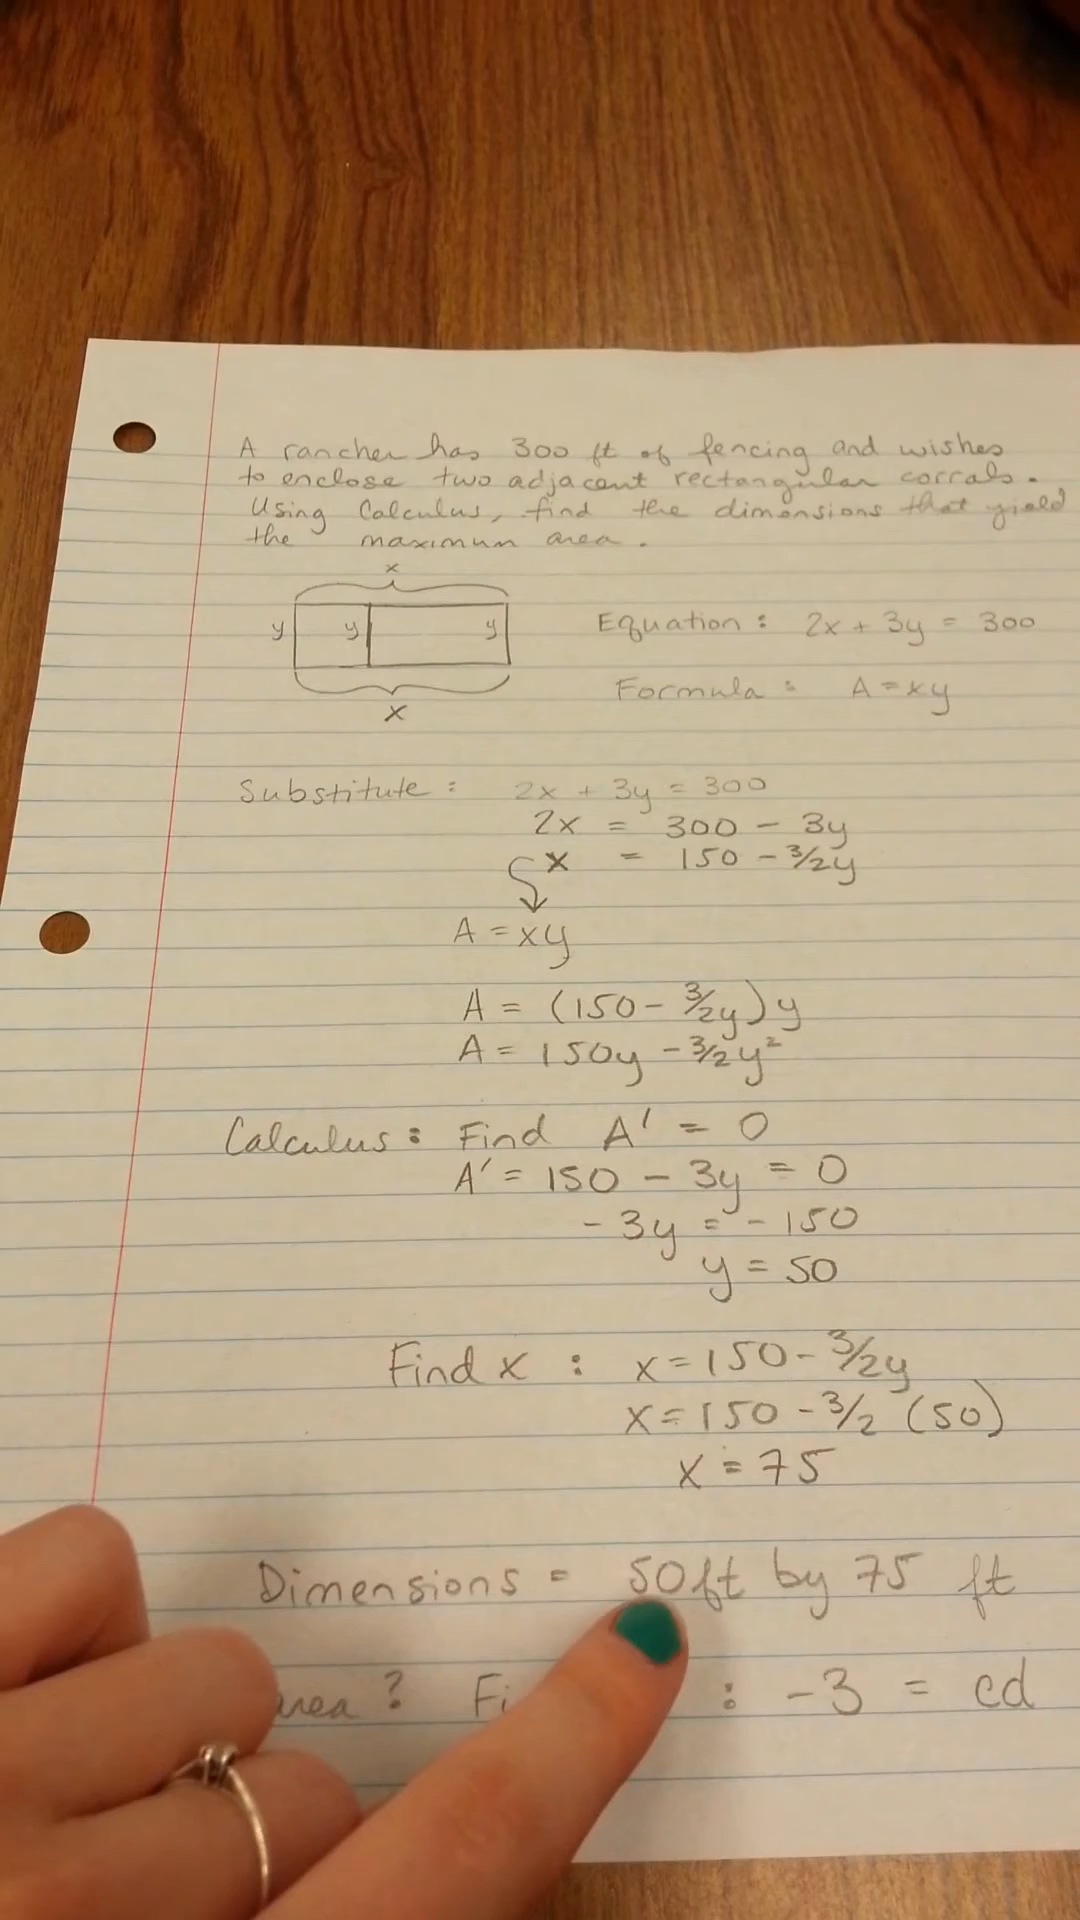 A rancher has 300 ft of fencing and wishes
to enclose two adjacent rectangular corrals.
Using Calculus, find the dimensions that yield
the maximum area.
x
y y y
x
Equation: 2x + 3y = 300
Formula: A = xy
Substitute: 2x + 3y = 300
2x = 300 - 3y
x = 150 - 3/2y
A = xy
A = (150 - 3/2y)y
A = 150y - 3/2y²
Calculus: Find A' = 0
A' = 150 - 3y = 0
-3y = -150
y = 50
Find x: x = 150 - 3/2y
x = 150 - 3/2 (50)
x = 75
Dimensions = 50ft by 75 ft
area? : -3 = cd